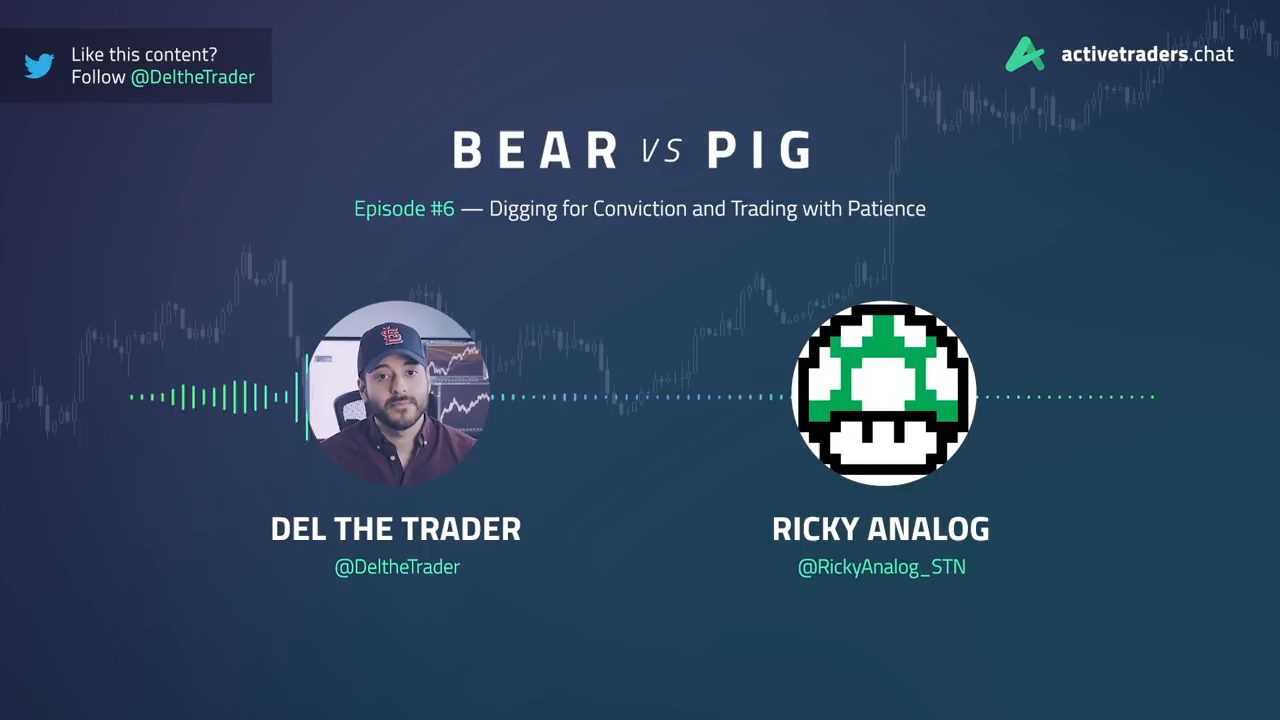 Like this content?
Follow @DeltheTrader
activetraders.chat
BEAR VS PIG
Episode #6 — Digging for Conviction and Trading with Patience
DEL THE TRADER
@DeltheTrader
RICKY ANALOG
@RickyAnalog_STN